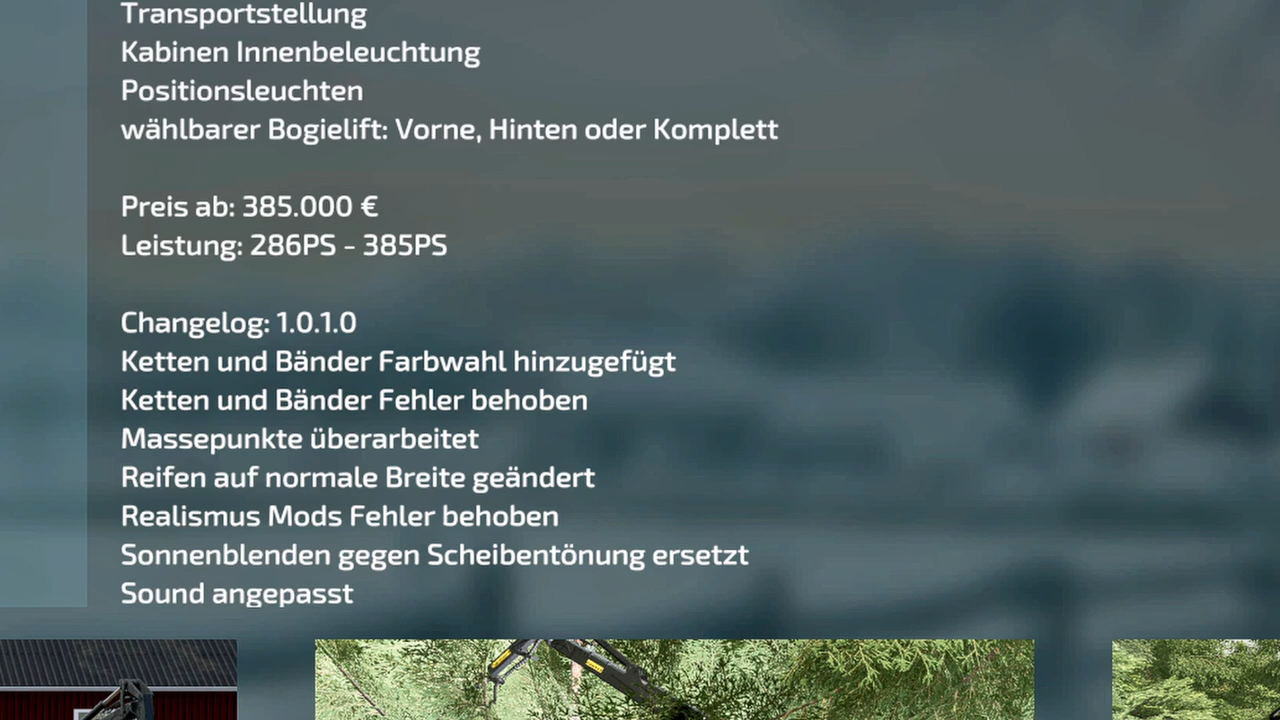 Transportstellung
Kabinen Innenbeleuchtung
Positionsleuchten
wählbarer Bogielift: Vorne, Hinten oder Komplett
Preis ab: 385.000 €
Leistung: 286PS - 385PS
Changelog: 1.0.1.0
Ketten und Bänder Farbwahl hinzugefügt
Ketten und Bänder Fehler behoben
Massepunkte überarbeitet
Reifen auf normale Breite geändert
Realismus Mods Fehler behoben
Sonnenblenden gegen Scheibentönung ersetzt
Sound angepasst